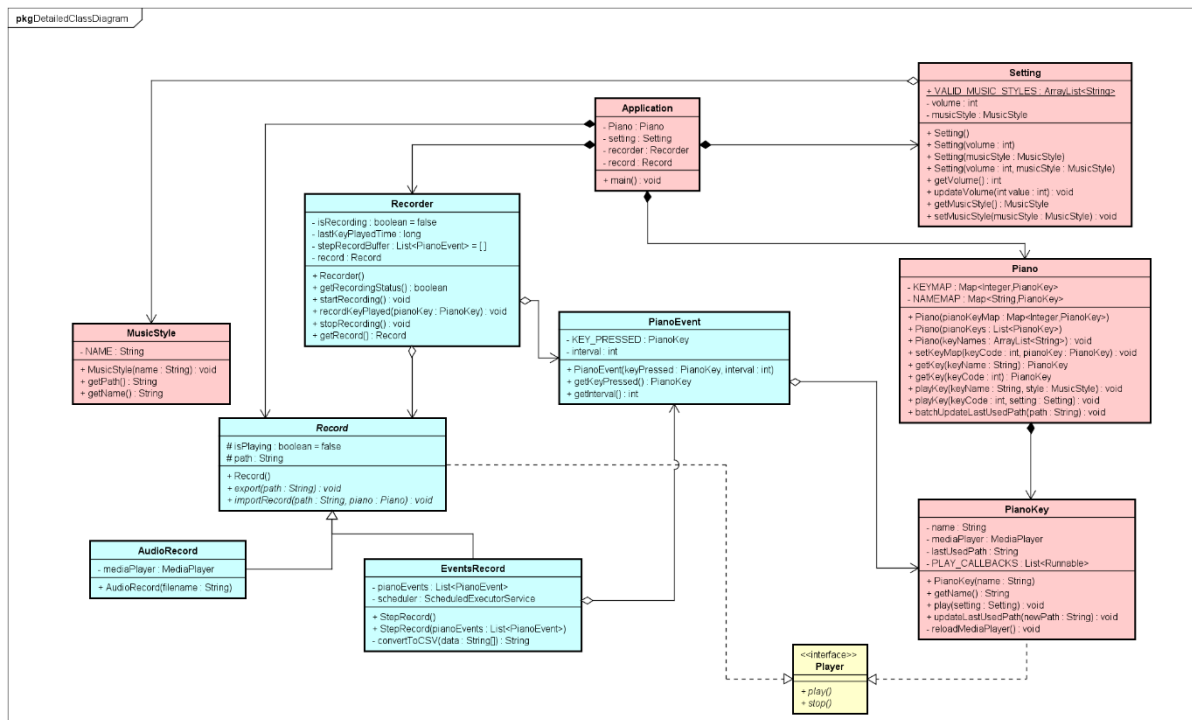 pkg DetailedClassDiagram
Setting
+ VALID_MUSIC_STYLES : ArrayList<String>
- volume : int
- musicStyle : MusicStyle
+ Setting()
+ Setting(volume : int)
+ Setting(musicStyle : MusicStyle)
+ Setting(volume : int, musicStyle : MusicStyle)
+ getVolume() : int
+ updateVolume(int value : int) : void
+ getMusicStyle() : MusicStyle
+ setMusicStyle(musicStyle : MusicStyle) : void
Application
- Piano : Piano
- setting : Setting
- recorder : Recorder
- record : Record
+ main() : void
Recorder
- isRecording : boolean = false
- lastKeyPlayedTime : long
- stepRecordBuffer : List<PianoEvent> = [ ]
- record : Record
+ Recorder()
+ getRecordingStatus() : boolean
+ startRecording() : void
+ recordKeyPlayed(pianoKey : PianoKey) : void
+ stopRecording() : void
+ getRecord() : Record
Piano
- KEYMAP : Map<Integer,PianoKey>
- NAMEMAP : Map<String,PianoKey>
+ Piano(pianoKeyMap : Map<Integer,PianoKey>)
+ Piano(pianoKeys : List<PianoKey>)
+ Piano(keyNames : ArrayList<String>) : void
+ setKeyMap(keyCode : int, pianoKey : PianoKey) : void
+ getKey(keyName : String) : PianoKey
+ getKey(keyCode : int) : PianoKey
+ playKey(keyName : String, style : MusicStyle) : void
+ playKey(keyCode : int, setting : Setting) : void
+ batchUpdateLastUsedPath(path : String) : void
MusicStyle
- NAME : String
+ MusicStyle(name : String) : void
+ getPath() : String
+ getName() : String
PianoEvent
- KEY_PRESSED : PianoKey
- interval : int
+ PianoEvent(keyPressed : PianoKey, interval : int)
+ getKeyPressed() : PianoKey
+ getInterval() : int
Record
# isPlaying : boolean = false
# path : String
+ Record()
+ export(path : String) : void
+ importRecord(path : String, piano : Piano) : void
PianoKey
- name : String
- mediaPlayer : MediaPlayer
- lastUsedPath : String
- PLAY_CALLBACKS : List<Runnable>
+ PianoKey(name : String)
+ getName() : String
+ play(setting : Setting) : void
+ updateLastUsedPath(newPath : String) : void
- reloadMediaPlayer() : void
AudioRecord
- mediaPlayer : MediaPlayer
+ AudioRecord(filename : String)
EventsRecord
- pianoEvents : List<PianoEvent>
- scheduler : ScheduledExecutorService
+ StepRecord()
+ StepRecord(pianoEvents : List<PianoEvent>)
- convertToCSV(data : String[]) : String
<<interface>>
Player
+ play()
+ stop()